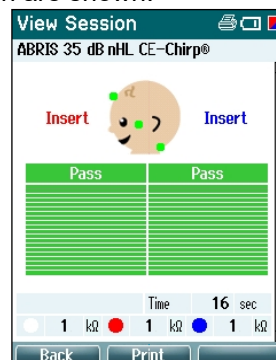 View Session
ABRIS 35 dB nHL CE-Chirp®
Insert Insert
Pass Pass
Time 16 sec
1 kΩ 1 kΩ 1 kΩ
Back Print